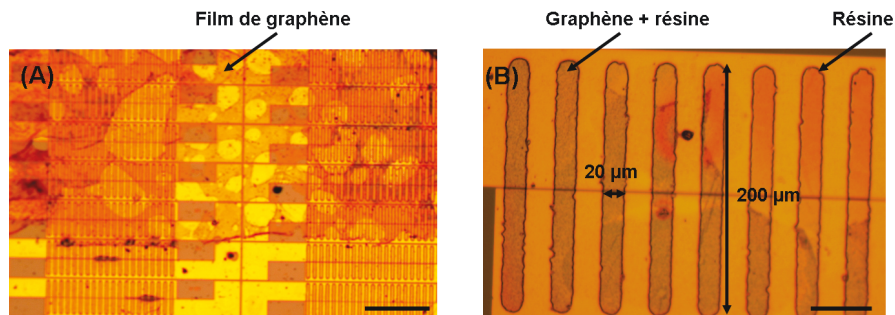 Film de graphène
Graphène + résine
Résine
(A)
(B)
20 µm
200 µm